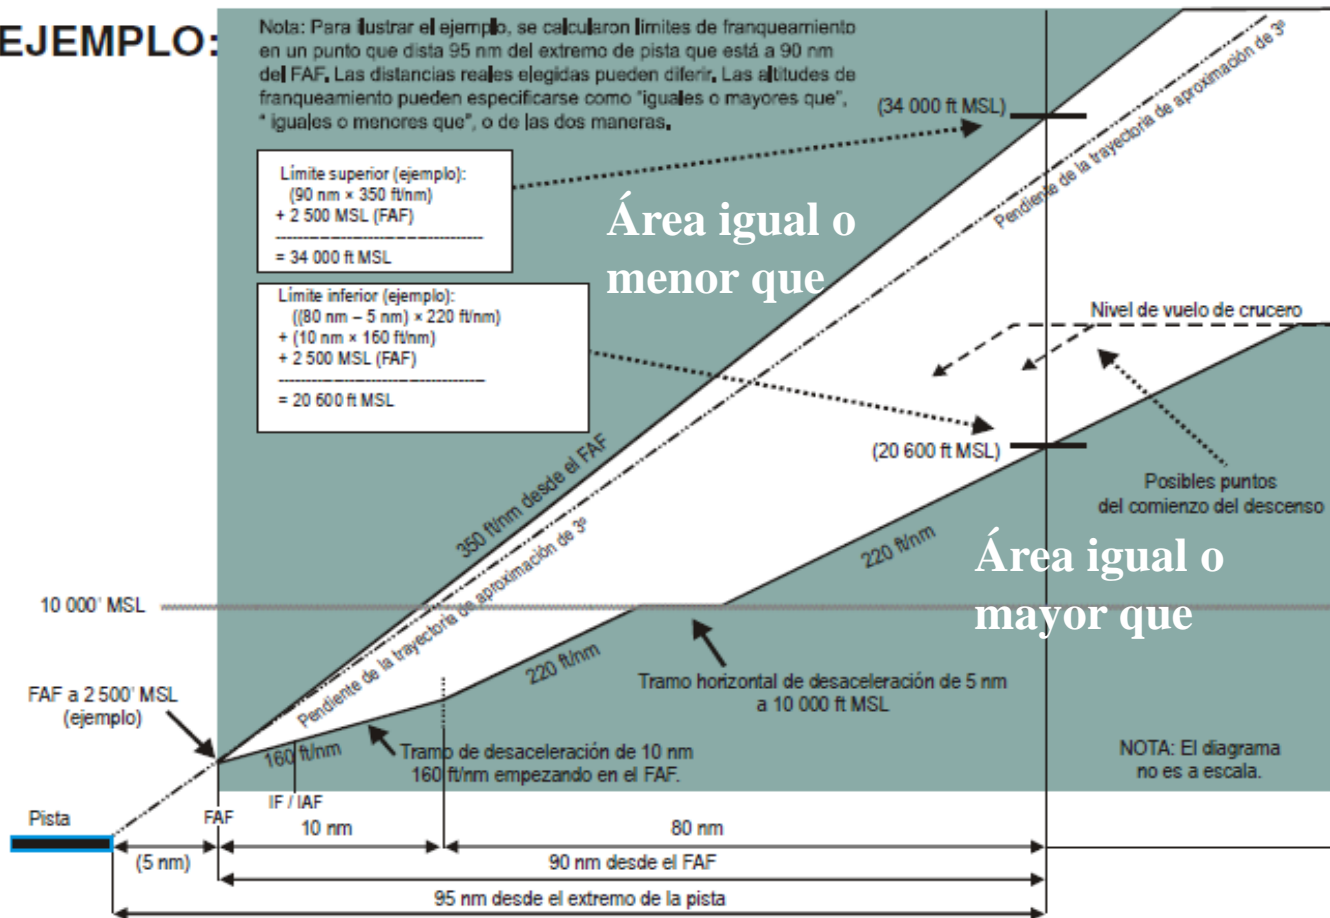 EJEMPLO:
Nota: Para ilustrar el ejemplo, se calcularon límites de franqueamiento
en un punto que dista 95 nm del extremo de pista que está a 90 nm
del FAF. Las distancias reales elegidas pueden diferir. Las altitudes de
franqueamiento pueden especificarse como "iguales o mayores que",
" iguales o menores que", o de las dos maneras.
(34 000 ft MSL)
Pendiente de la trayectoria de aproximación de 3º
Límite superior (ejemplo):
(90 nm × 350 ft/nm)
+ 2 500 MSL (FAF)
----------------------------------------
= 34 000 ft MSL
Área igual o
menor que
Límite inferior (ejemplo):
((80 nm – 5 nm) × 220 ft/nm)
+ (10 nm × 160 ft/nm)
+ 2 500 MSL (FAF)
----------------------------------------
= 20 600 ft MSL
Nivel de vuelo de crucero
(20 600 ft MSL)
Posibles puntos
del comienzo del descenso
350 ft/nm desde el FAF
Pendiente de la trayectoria de aproximación de 3º
220 ft/nm
Área igual o
mayor que
10 000' MSL
220 ft/nm
Tramo horizontal de desaceleración de 5 nm
a 10 000 ft MSL
FAF a 2 500' MSL
(ejemplo)
160 ft/nm
Tramo de desaceleración de 10 nm
160 ft/nm empezando en el FAF.
NOTA: El diagrama
no es a escala.
IF / IAF
Pista
FAF
10 nm
80 nm
(5 nm)
90 nm desde el FAF
95 nm desde el extremo de la pista